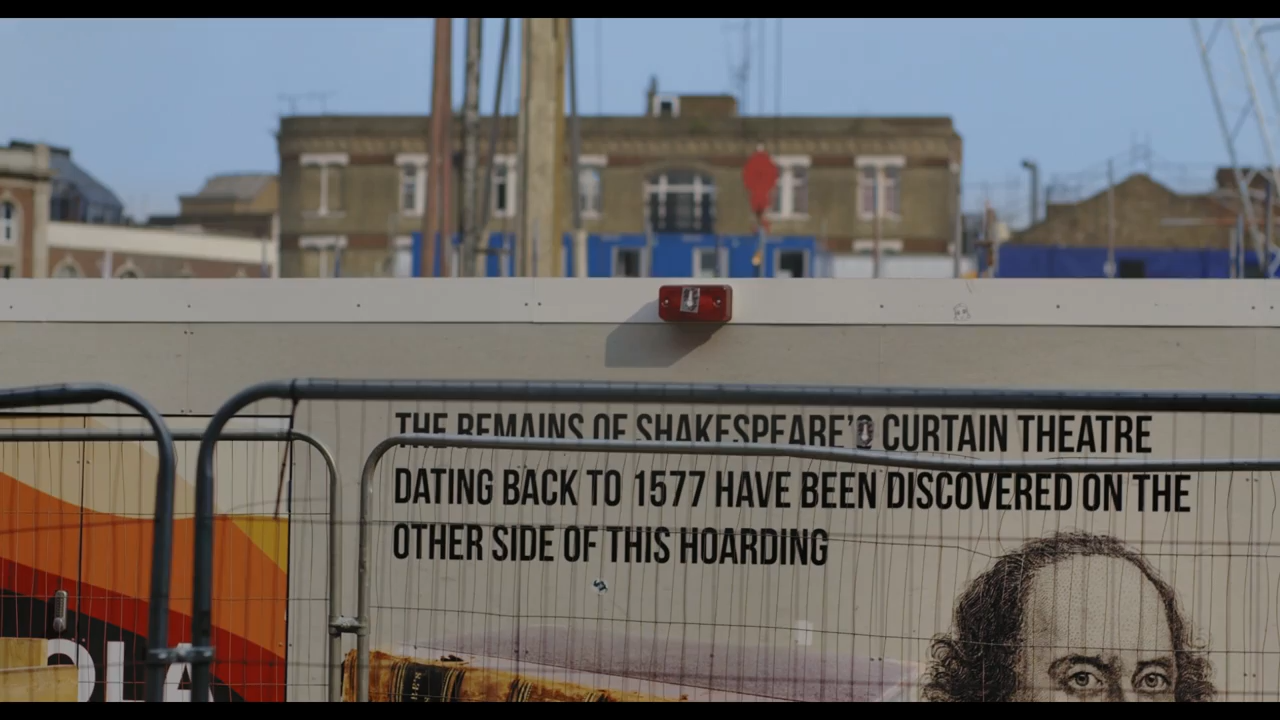 THE REMAINS OF SHAKESPEARE'S CURTAIN THEATRE
DATING BACK TO 1577 HAVE BEEN DISCOVERED ON THE
OTHER SIDE OF THIS HOARDING